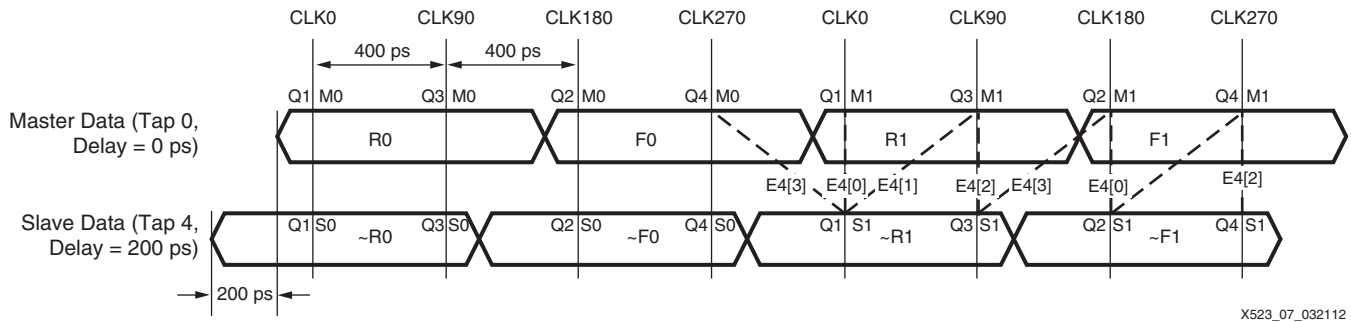 CLK0 CLK90 CLK180 CLK270 CLK0 CLK90 CLK180 CLK270
400 ps 400 ps
Q1 M0 Q3 M0 Q2 M0 Q4 M0 Q1 M1 Q3 M1 Q2 M1 Q4 M1
Master Data (Tap 0,
Delay = 0 ps)
R0 F0 R1 F1
E4[3] E4[0] E4[1] E4[2] E4[3] E4[0] E4[2]
Slave Data (Tap 4,
Delay = 200 ps)
Q1 S0 Q3 S0 Q2 S0 Q4 S0 Q1 S1 Q3 S1 Q2 S1 Q4 S1
~R0 ~F0 ~R1 ~F1
200 ps
X523_07_032112